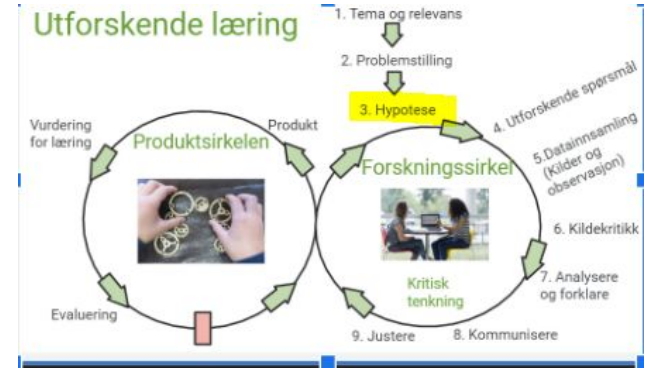 Utforskende læring
1. Tema og relevans
2. Problemstilling
3. Hypotese
4. Utforskende spørsmål
5.Datainnsamling
(Kilder og
observasjon)
6. Kildekritikk
7. Analysere
og forklare
8. Kommunisere
9. Justere
Forskningssirkel
Kritisk
tenkning
Produktsirkelen
Produkt
Vurdering
for læring
Evaluering